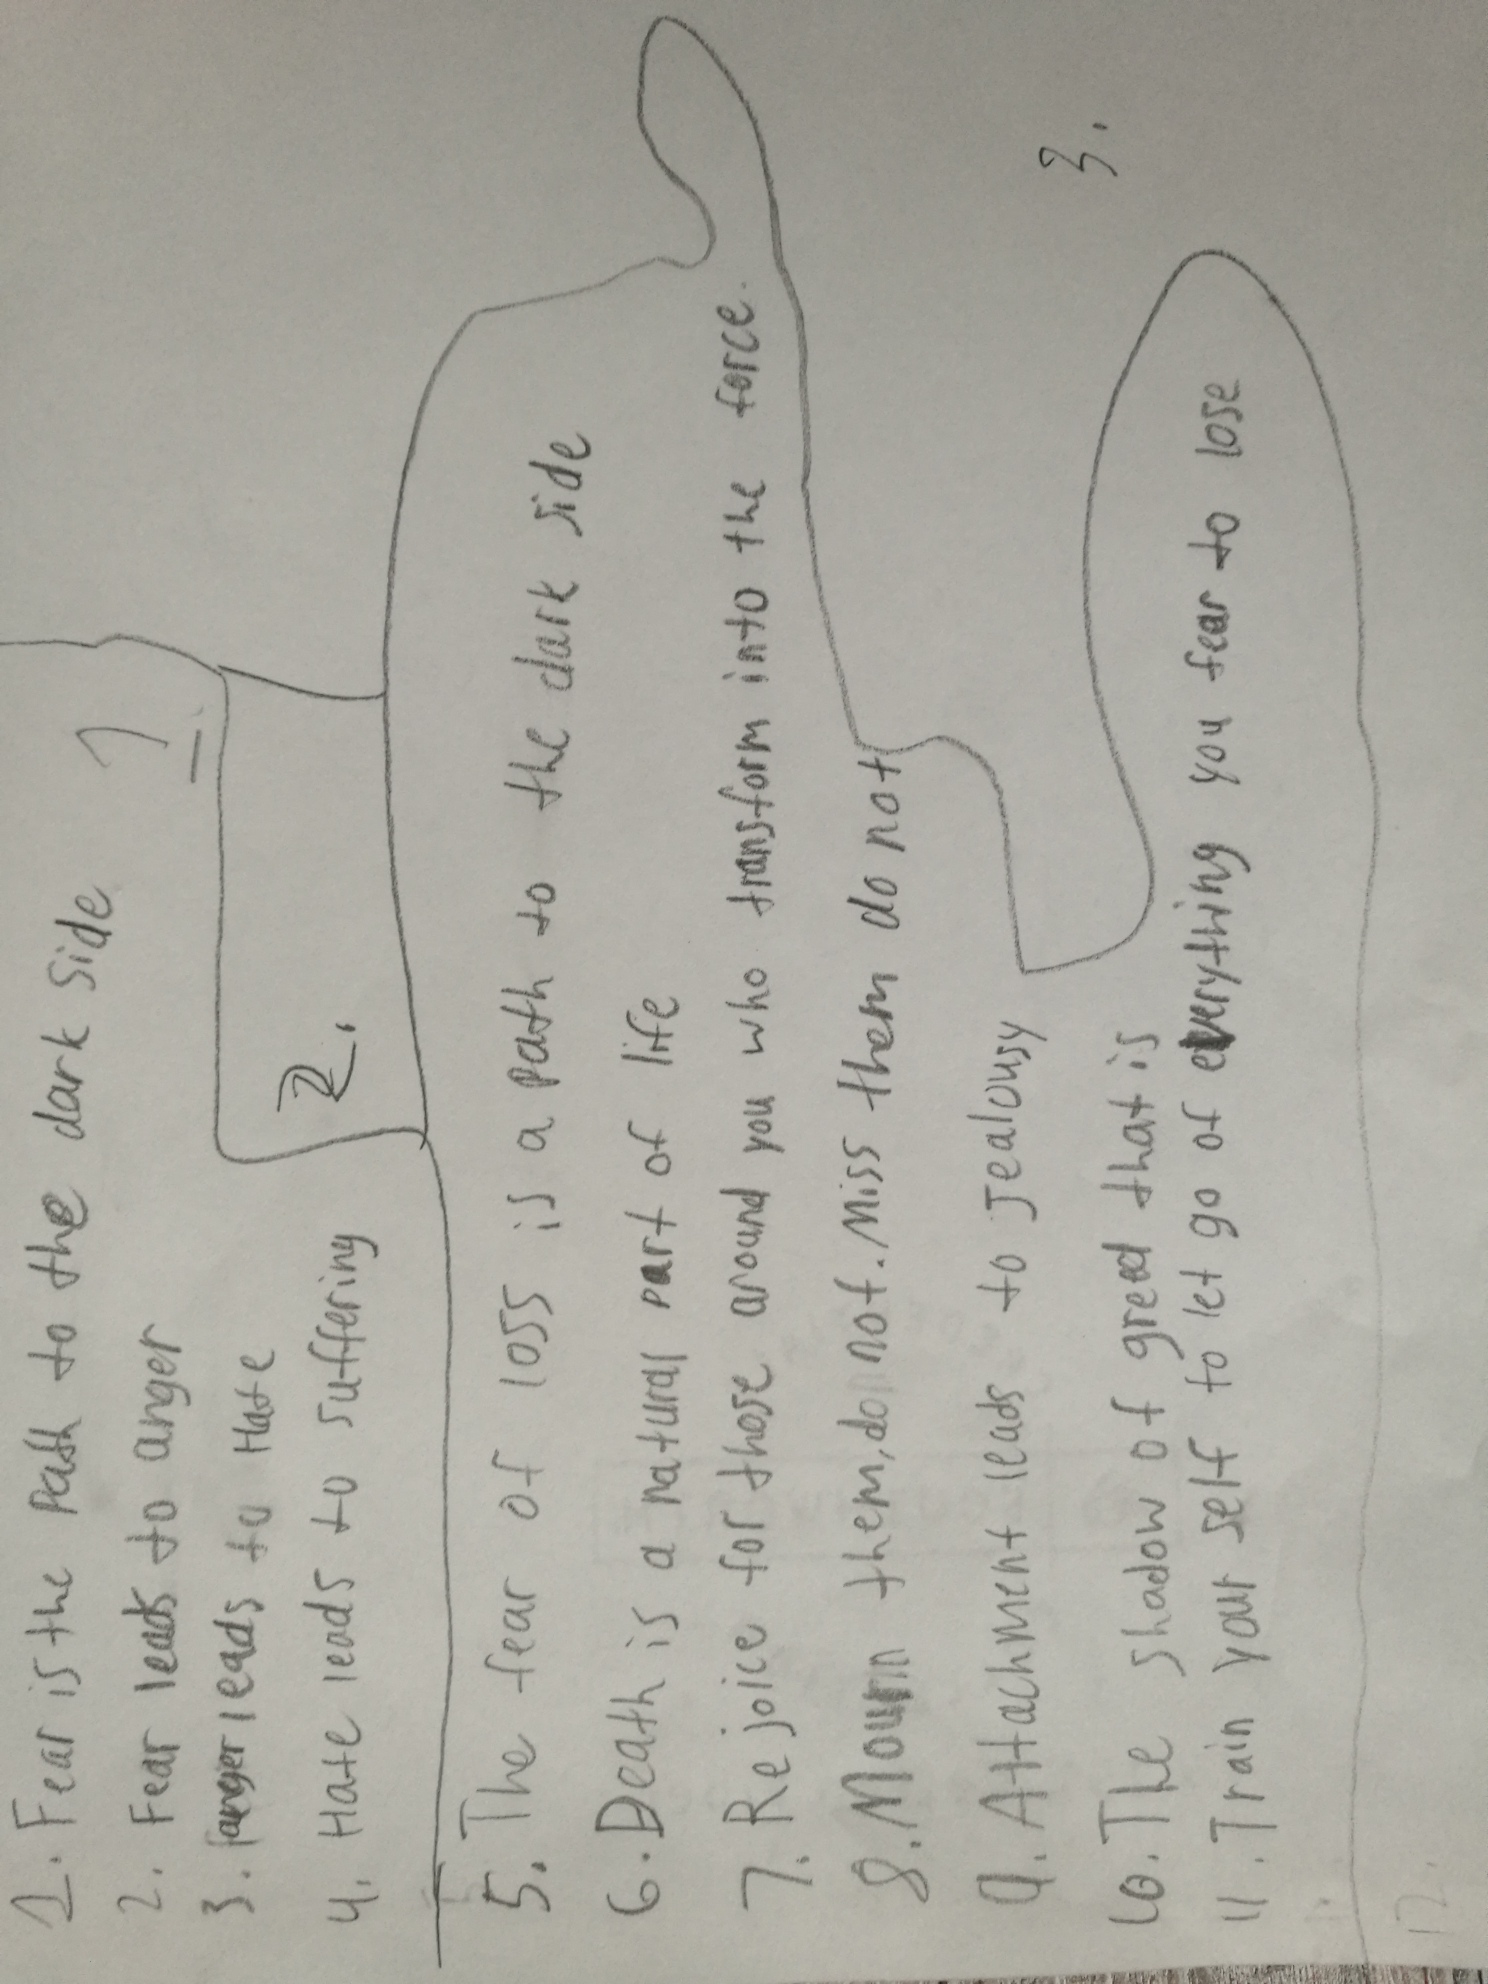 1. Fear is the path to the dark side
1.
2. Fear leads to anger
3. anger leads to Hate
2.
4. Hate leads to suffering
5. The fear of loss is a path to the dark side
6. Death is a natural part of life
7. Rejoice for those around you who transform into the force.
8. Mourn them, do not. Miss them do not
9. Attachment leads to Jealousy
3.
10. The shadow of greed that is
11. Train your self to let go of everything you fear to lose
12.